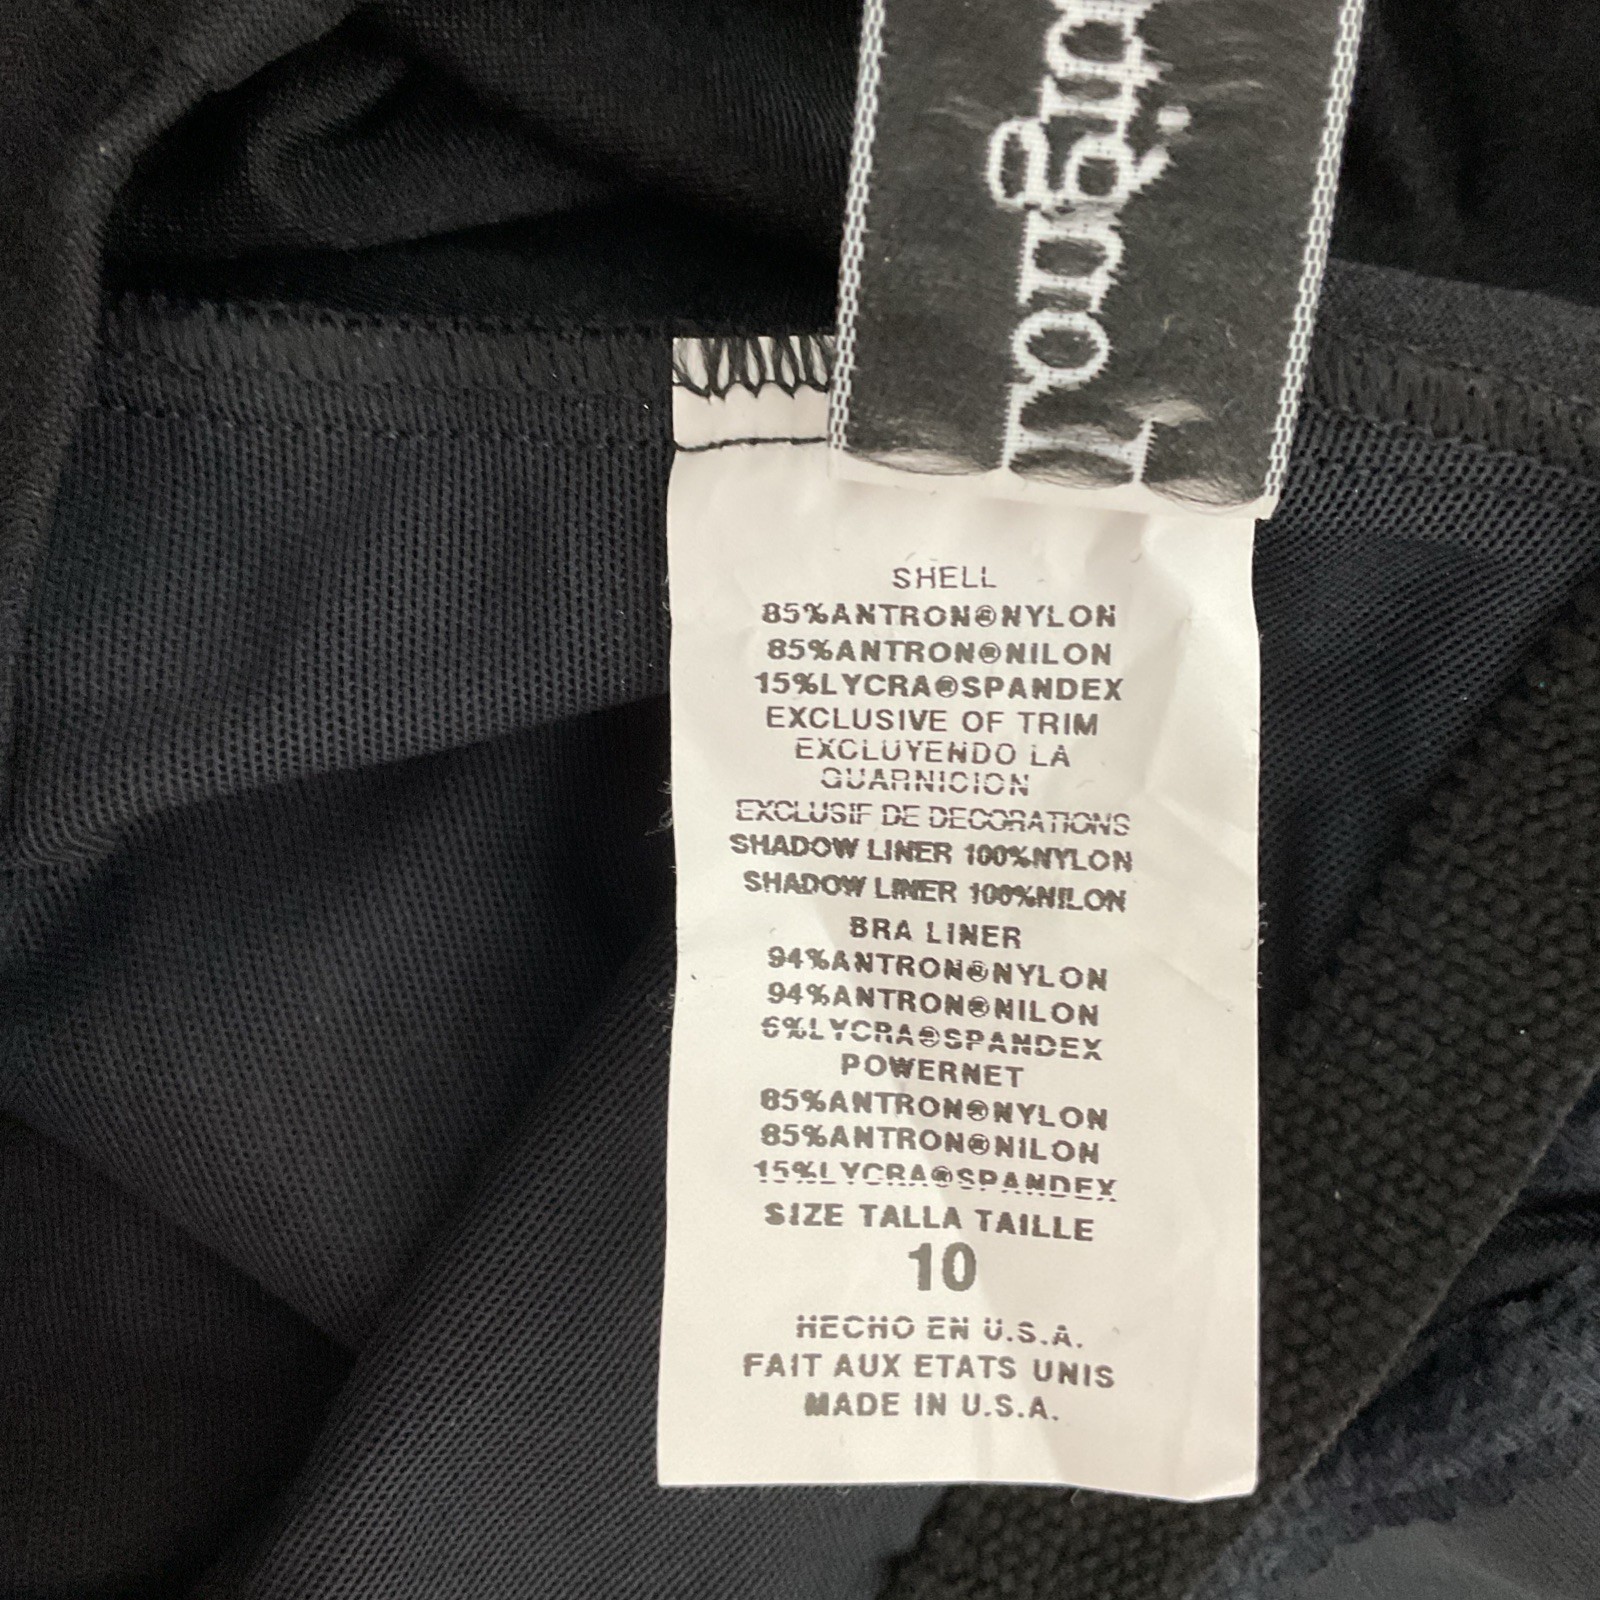 SHELL
85%ANTRON®NYLON
85%ANTRON®NILON
15%LYCRA®SPANDEX
EXCLUSIVE OF TRIM
EXCLUYENDO LA
GUARNICION
EXCLUSIF DE DECORATIONS
SHADOW LINER 100%NYLON
SHADOW LINER 100%NILON
BRA LINER
94%ANTRON®NYLON
94%ANTRON®NILON
6%LYCRA®SPANDEX
POWERNET
85%ANTRON®NYLON
85%ANTRON®NILON
15%LYCRA®SPANDEX
SIZE TALLA TAILLE
10
HECHO EN U.S.A.
FAIT AUX ETATS UNIS
MADE IN U.S.A.